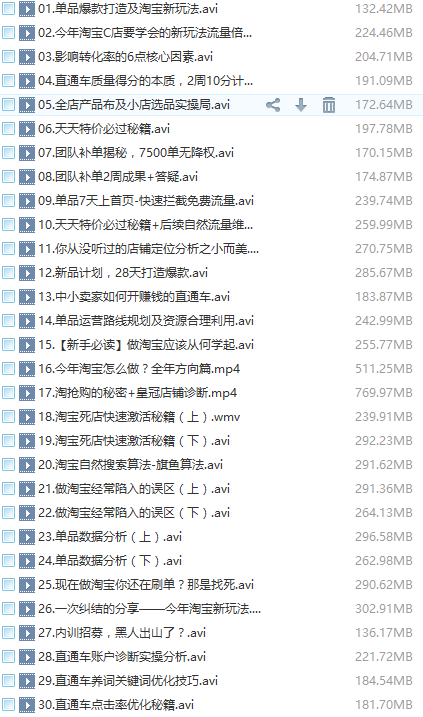 01.单品爆款打造及淘宝新玩法.avi 132.42MB
02.今年淘宝C店要学会的新玩法流量倍... 224.46MB
03.影响转化率的6点核心因素.avi 204.71MB
04.直通车质量得分的本质，2周10分计... 191.09MB
05.全店产品布及小店选品实操局.avi 172.64MB
06.天天特价必过秘籍.avi 197.78MB
07.团队补单揭秘，7500单无降权.avi 170.15MB
08.团队补单2周成果+答疑.avi 174.87MB
09.单品7天上首页-快速拦截免费流量.avi 239.74MB
10.天天特价必过秘籍+后续自然流量维... 259.99MB
11.你从没听过的店铺定位分析之小而美.... 270.75MB
12.新品计划，28天打造爆款.avi 285.67MB
13.中小卖家如何开赚钱的直通车.avi 183.87MB
14.单品运营路线规划及资源合理利用.avi 242.99MB
15.【新手必读】做淘宝应该从何学起.avi 255.77MB
16.今年淘宝怎么做？全年方向篇.mp4 511.25MB
17.淘抢购的秘密+皇冠店铺诊断.mp4 769.97MB
18.淘宝死店快速激活秘籍（上）.wmv 239.91MB
19.淘宝死店快速激活秘籍（下）.avi 292.23MB
20.淘宝自然搜索算法-旗鱼算法.avi 291.62MB
21.做淘宝经常陷入的误区（上）.avi 291.36MB
22.做淘宝经常陷入的误区（下）.avi 264.13MB
23.单品数据分析（上）.avi 296.58MB
24.单品数据分析（下）.avi 262.98MB
25.现在做淘宝你还在刷单？那是找死.avi 290.62MB
26.一次纠结的分享——今年淘宝新玩法.... 302.91MB
27.内训招募，黑人出山了？.avi 136.17MB
28.直通车账户诊断实操分析.avi 221.72MB
29.直通车养词关键词优化技巧.avi 184.54MB
30.直通车点击率优化秘籍.avi 181.70MB